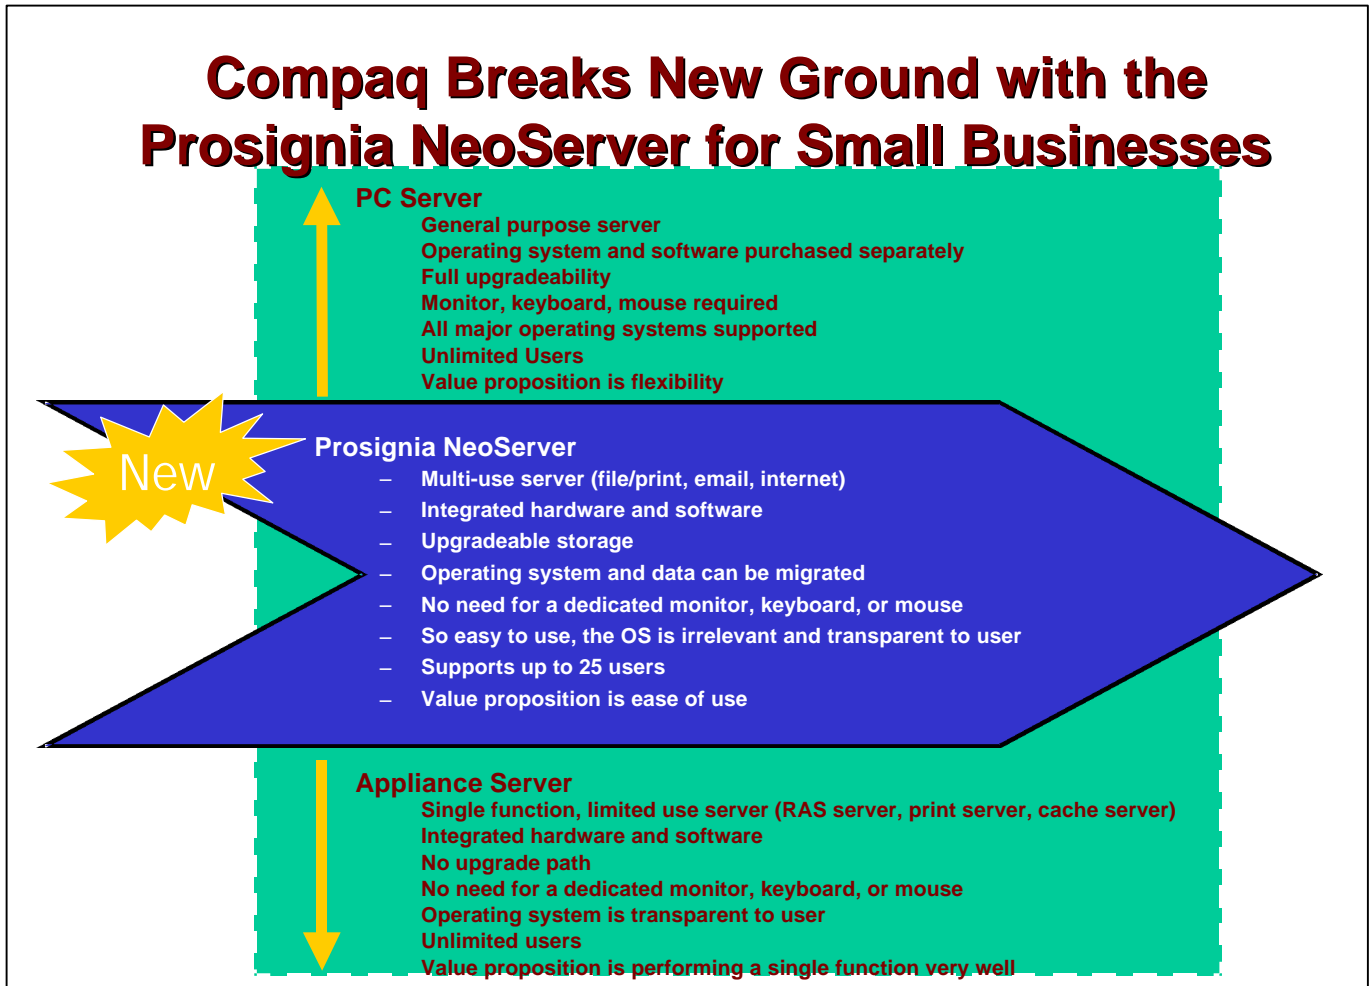 Compaq Breaks New Ground with the
Prosignia NeoServer for Small Businesses
PC Server
General purpose server
Operating system and software purchased separately
Full upgradeability
Monitor, keyboard, mouse required
All major operating systems supported
Unlimited Users
Value proposition is flexibility
New
Prosignia NeoServer
– Multi-use server (file/print, email, internet)
– Integrated hardware and software
– Upgradeable storage
– Operating system and data can be migrated
– No need for a dedicated monitor, keyboard, or mouse
– So easy to use, the OS is irrelevant and transparent to user
– Supports up to 25 users
– Value proposition is ease of use
Appliance Server
Single function, limited use server (RAS server, print server, cache server)
Integrated hardware and software
No upgrade path
No need for a dedicated monitor, keyboard, or mouse
Operating system is transparent to user
Unlimited users
Value proposition is performing a single function very well